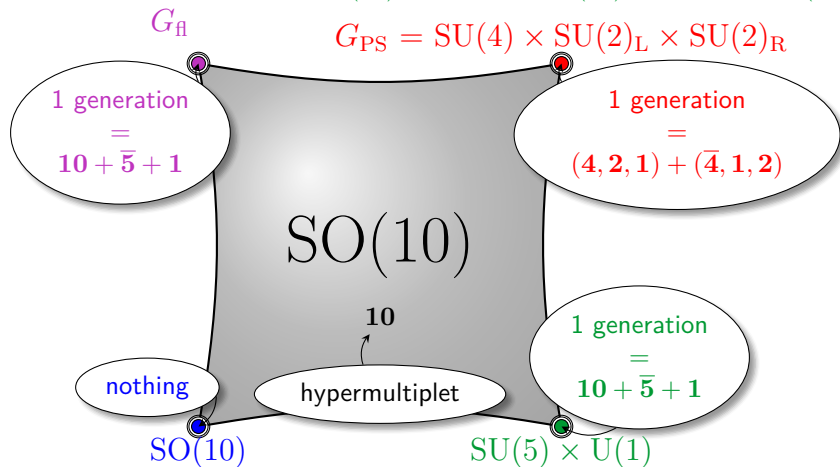 G_fl
G_PS = SU(4) × SU(2)_L × SU(2)_R
1 generation
=
10 + 5̅ + 1
1 generation
=
(4, 2, 1) + (4̅, 1, 2)
SO(10)
10
1 generation
=
10 + 5̅ + 1
nothing
hypermultiplet
SO(10)
SU(5) × U(1)